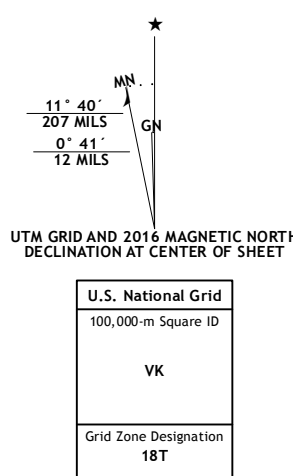 ★
MN
11° 40´
207 MILS
GN
0° 41´
12 MILS
UTM GRID AND 2016 MAGNETIC NORTH
DECLINATION AT CENTER OF SHEET
U.S. National Grid
100,000-m Square ID
VK
Grid Zone Designation
18T